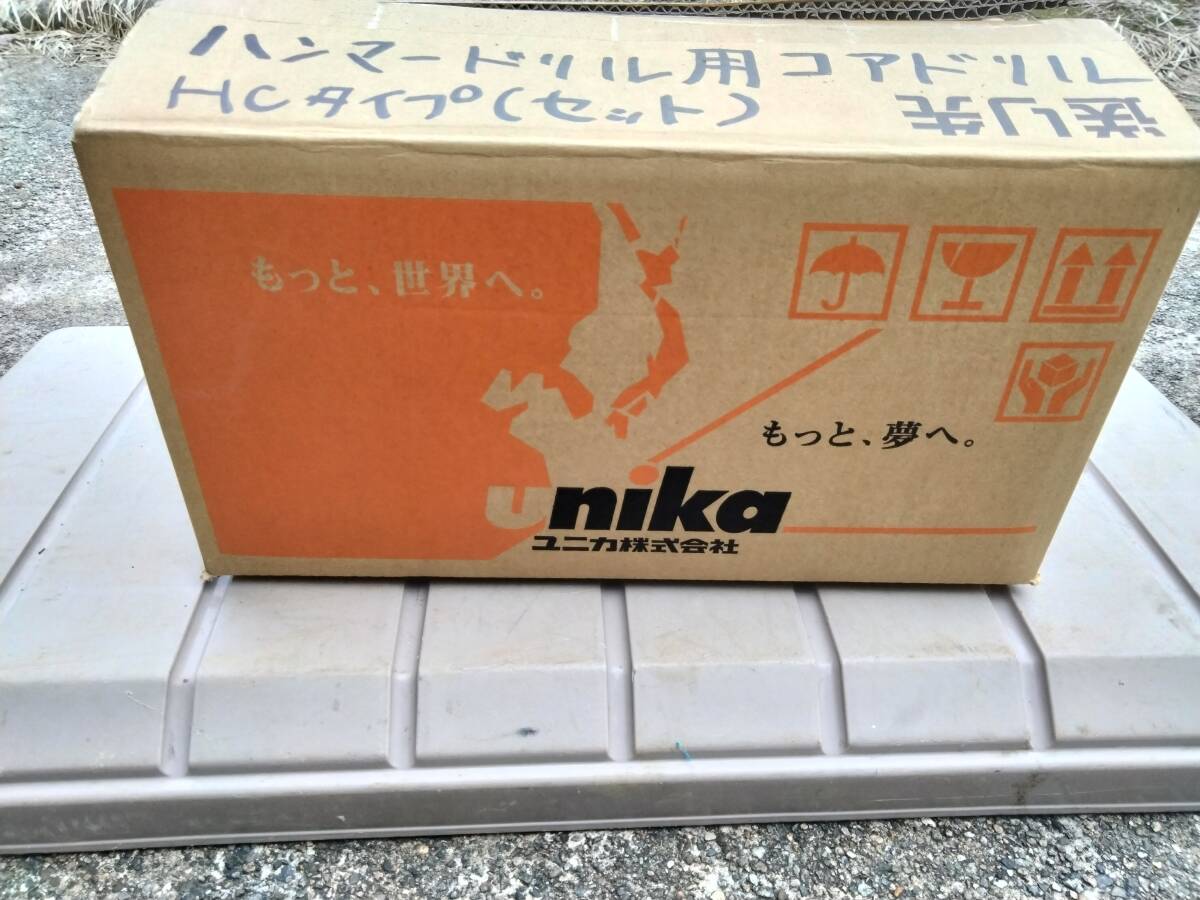 ハンマードリル用コアドリル
HCタイプ(セット)
送り先
もっと、世界へ。
もっと、夢へ。
unika
ユニカ株式会社